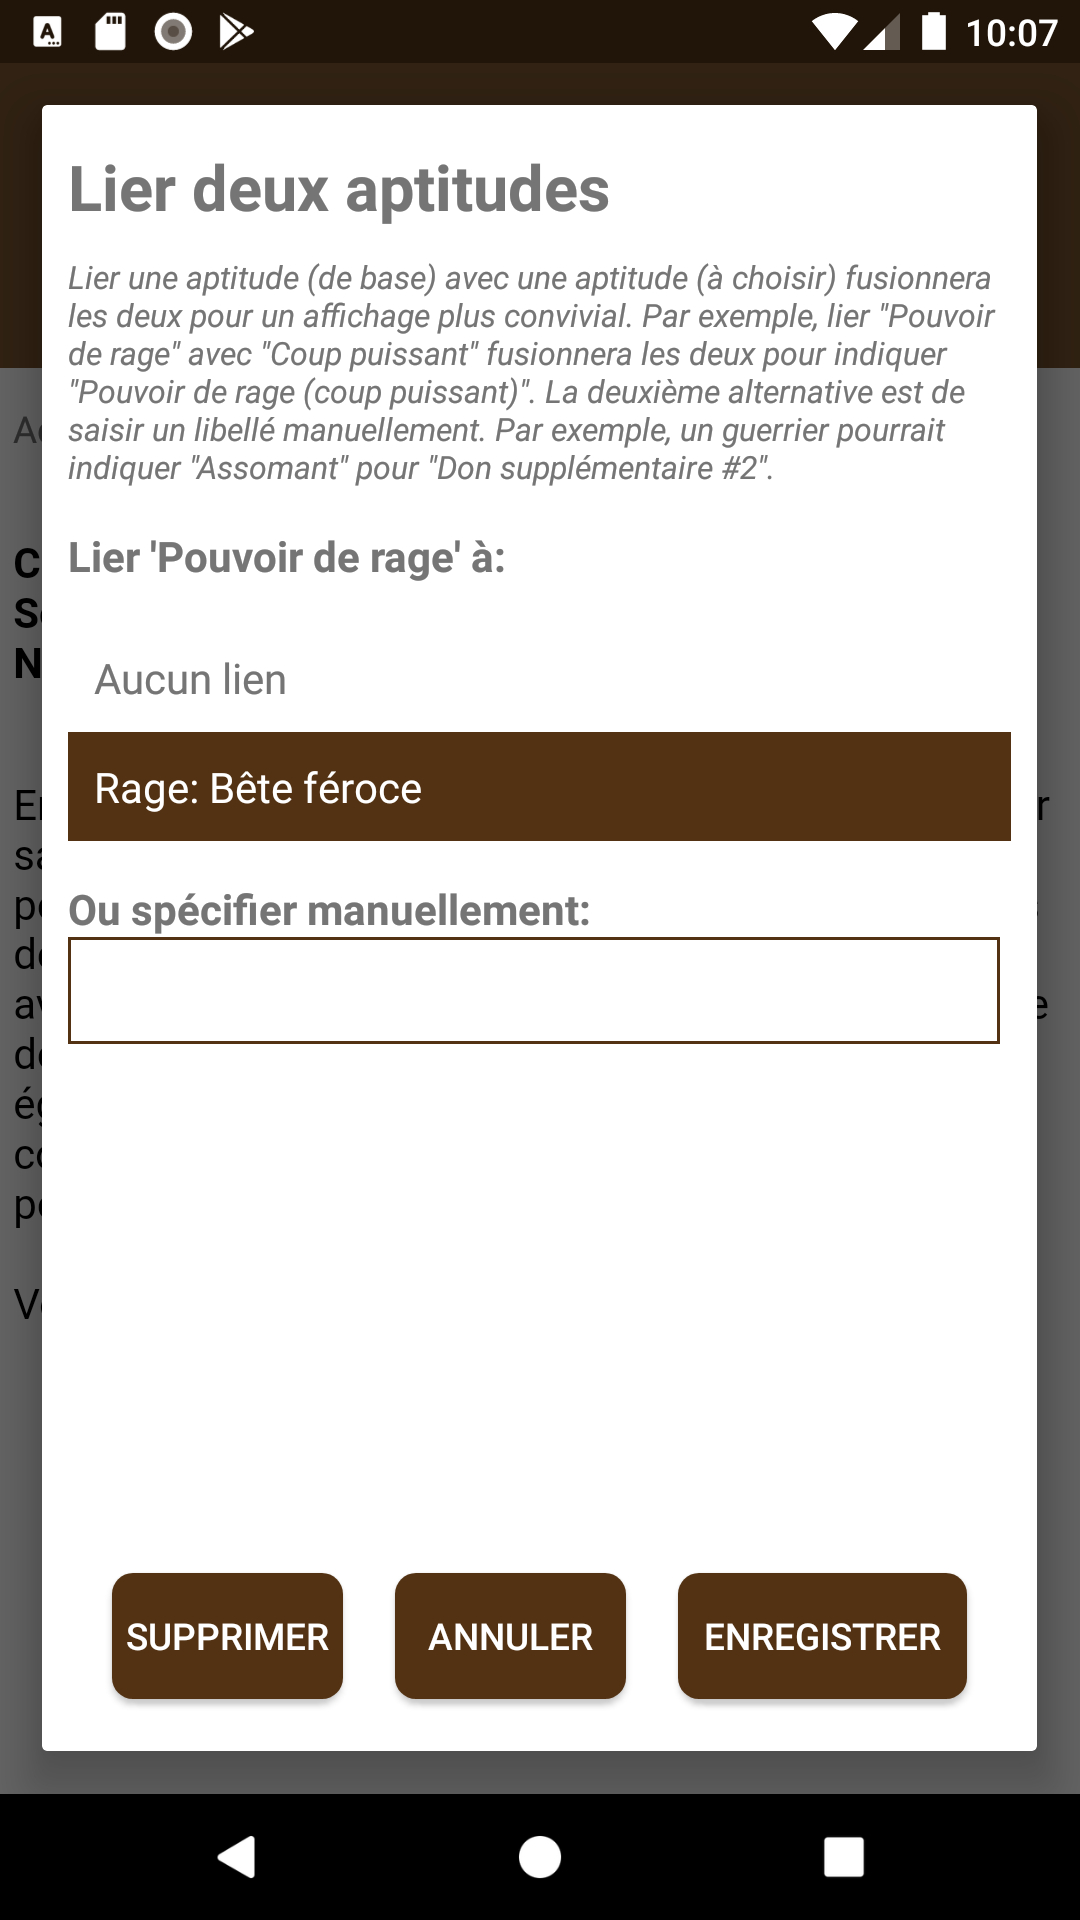 10:07
Lier deux aptitudes
Lier une aptitude (de base) avec une aptitude (à choisir) fusionnera
les deux pour un affichage plus convivial. Par exemple, lier "Pouvoir
de rage" avec "Coup puissant" fusionnera les deux pour indiquer
"Pouvoir de rage (coup puissant)". La deuxième alternative est de
saisir un libellé manuellement. Par exemple, un guerrier pourrait
indiquer "Assomant" pour "Don supplémentaire #2".
Lier 'Pouvoir de rage' à:
Aucun lien
Rage: Bête féroce
Ou spécifier manuellement:
SUPPRIMER ANNULER ENREGISTRER